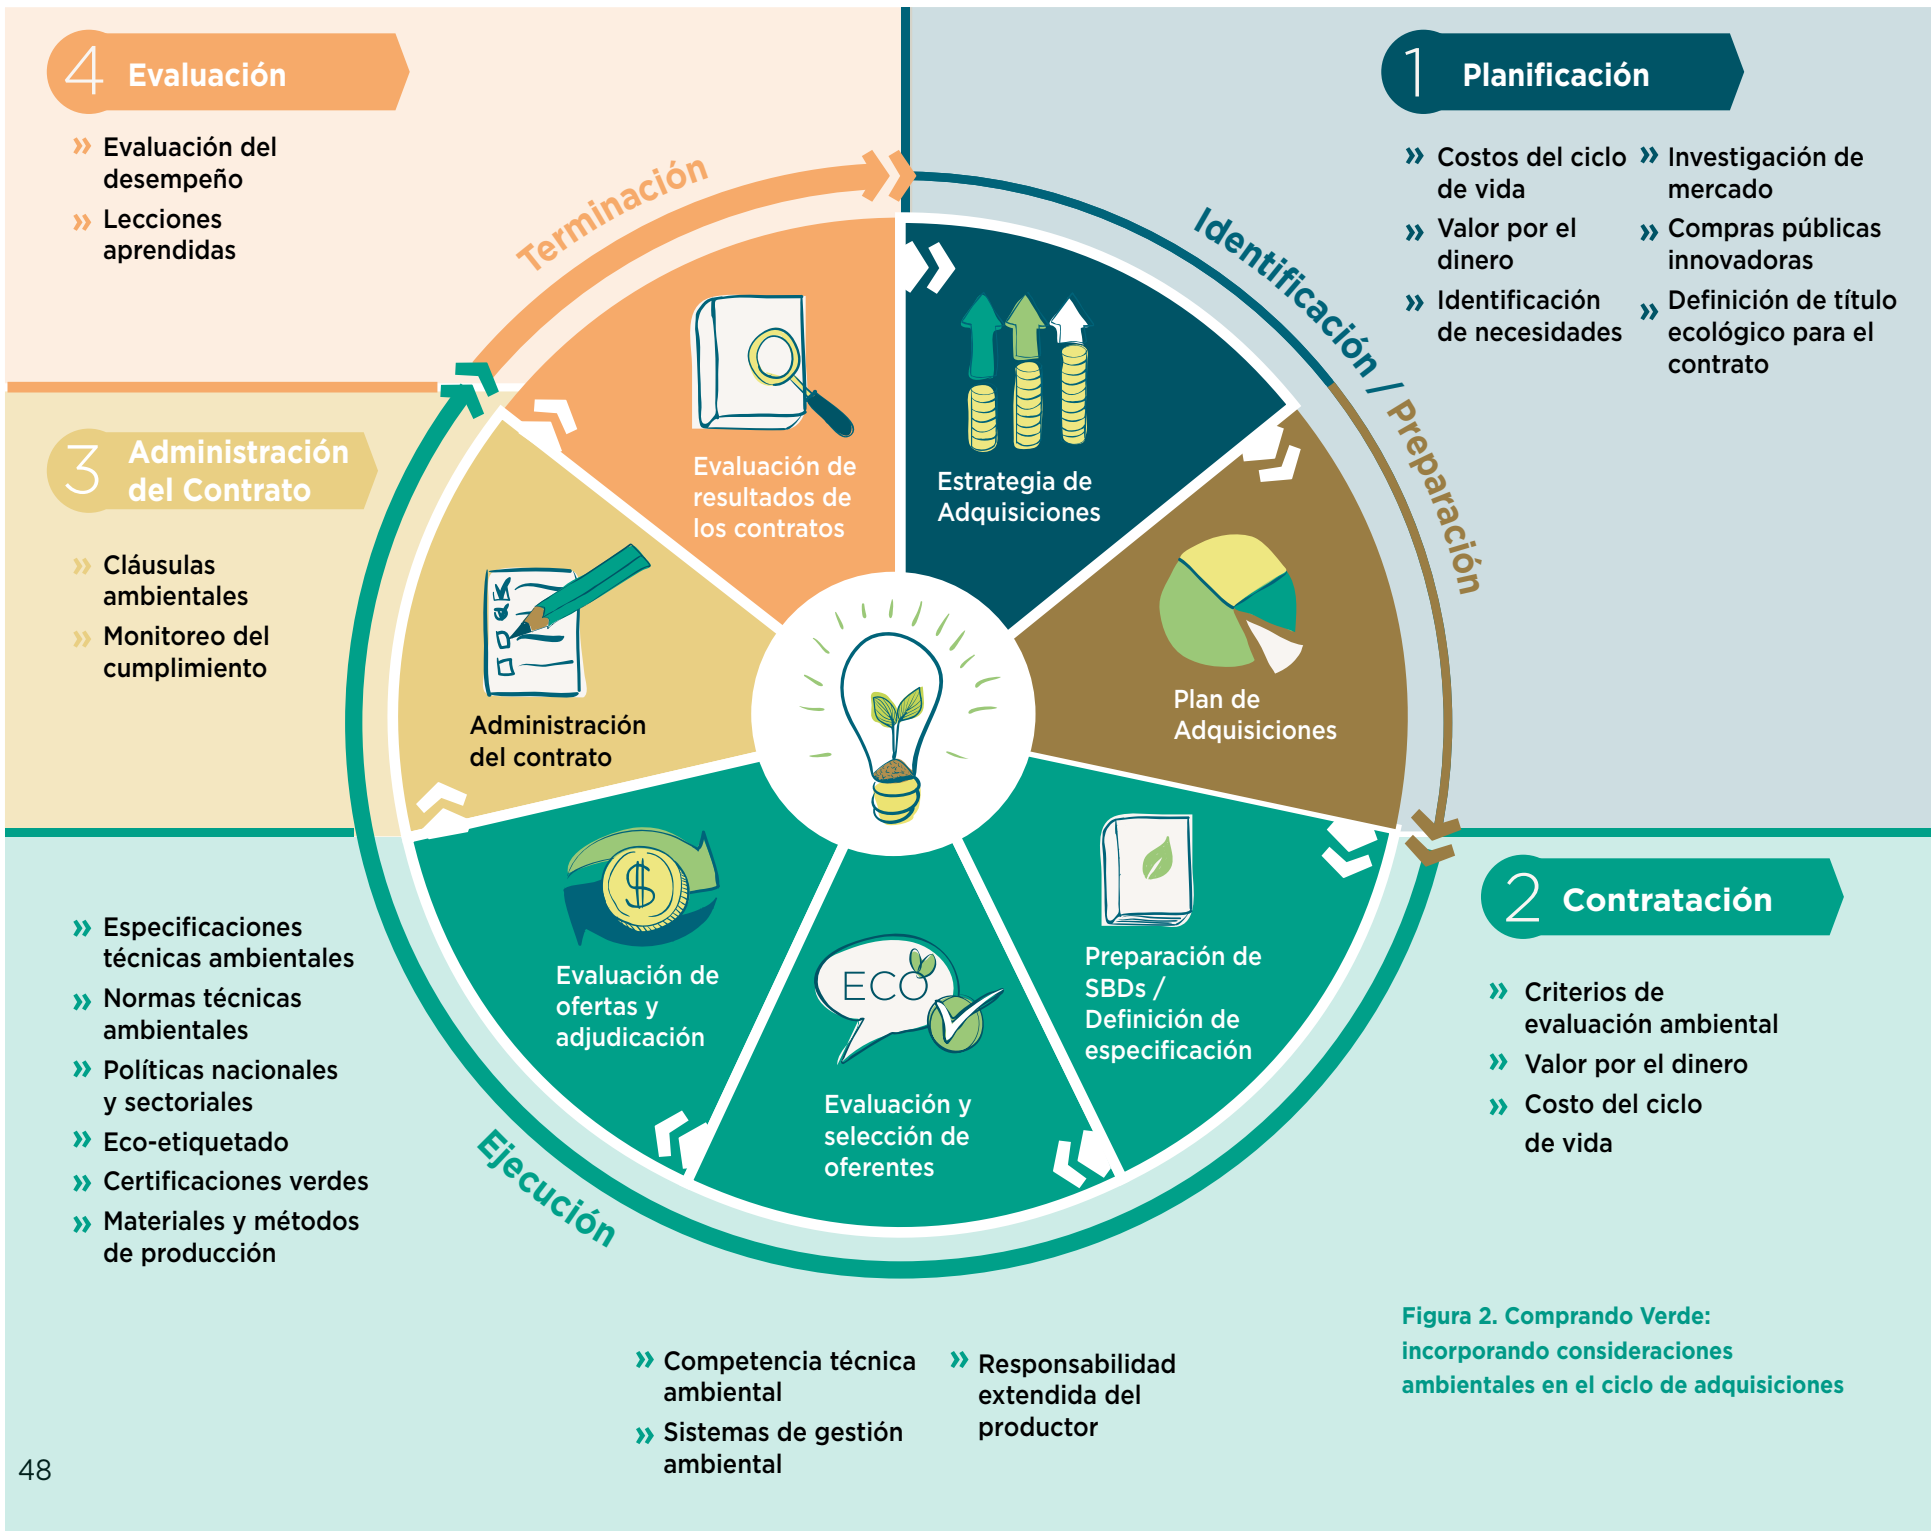 4 Evaluación
» Evaluación del
desempeño
» Lecciones
aprendidas
1 Planificación
» Costos del ciclo
de vida
» Valor por el
dinero
» Identificación
de necesidades
» Investigación de
mercado
» Compras públicas
innovadoras
» Definición de título
ecológico para el
contrato
Terminación
Identificación / Preparación
Evaluación de
resultados de
los contratos
Estrategia de
Adquisiciones
3 Administración
del Contrato
» Cláusulas
ambientales
» Monitoreo del
cumplimiento
Administración
del contrato
Plan de
Adquisiciones
$
Evaluación de
ofertas y
adjudicación
ECO
Evaluación y
selección de
oferentes
Preparación de
SBDs /
Definición de
especificación
Ejecución
2 Contratación
» Criterios de
evaluación ambiental
» Valor por el dinero
» Costo del ciclo
de vida
» Especificaciones
técnicas ambientales
» Normas técnicas
ambientales
» Políticas nacionales
y sectoriales
» Eco-etiquetado
» Certificaciones verdes
» Materiales y métodos
de producción
» Competencia técnica
ambiental
» Sistemas de gestión
ambiental
» Responsabilidad
extendida del
productor
Figura 2. Comprando Verde:
incorporando consideraciones
ambientales en el ciclo de adquisiciones
48